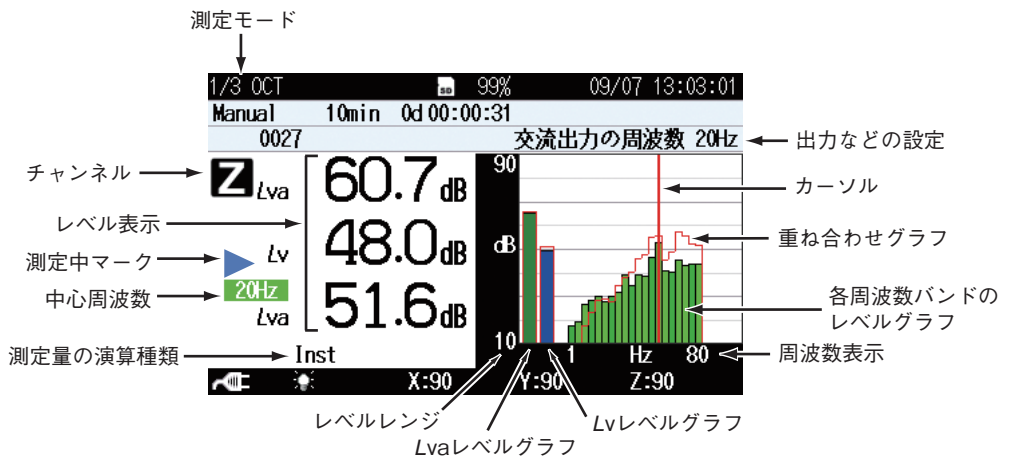 測定モード
1/3 OCT SD 99% 09/07 13:03:01
Manual 10min 0d 00:00:31
0027 交流出力の周波数 20Hz
出力などの設定
チャンネル
Z Lva 60.7 dB
90
カーソル
レベル表示
Lv 48.0 dB
dB
重ね合わせグラフ
測定中マーク
中心周波数
20Hz
Lva 51.6 dB
各周波数バンドの
レベルグラフ
測定量の演算種類
Inst
10
1 Hz 80
周波数表示
X:90 Y:90 Z:90
レベルレンジ
Lvレベルグラフ
Lvaレベルグラフ